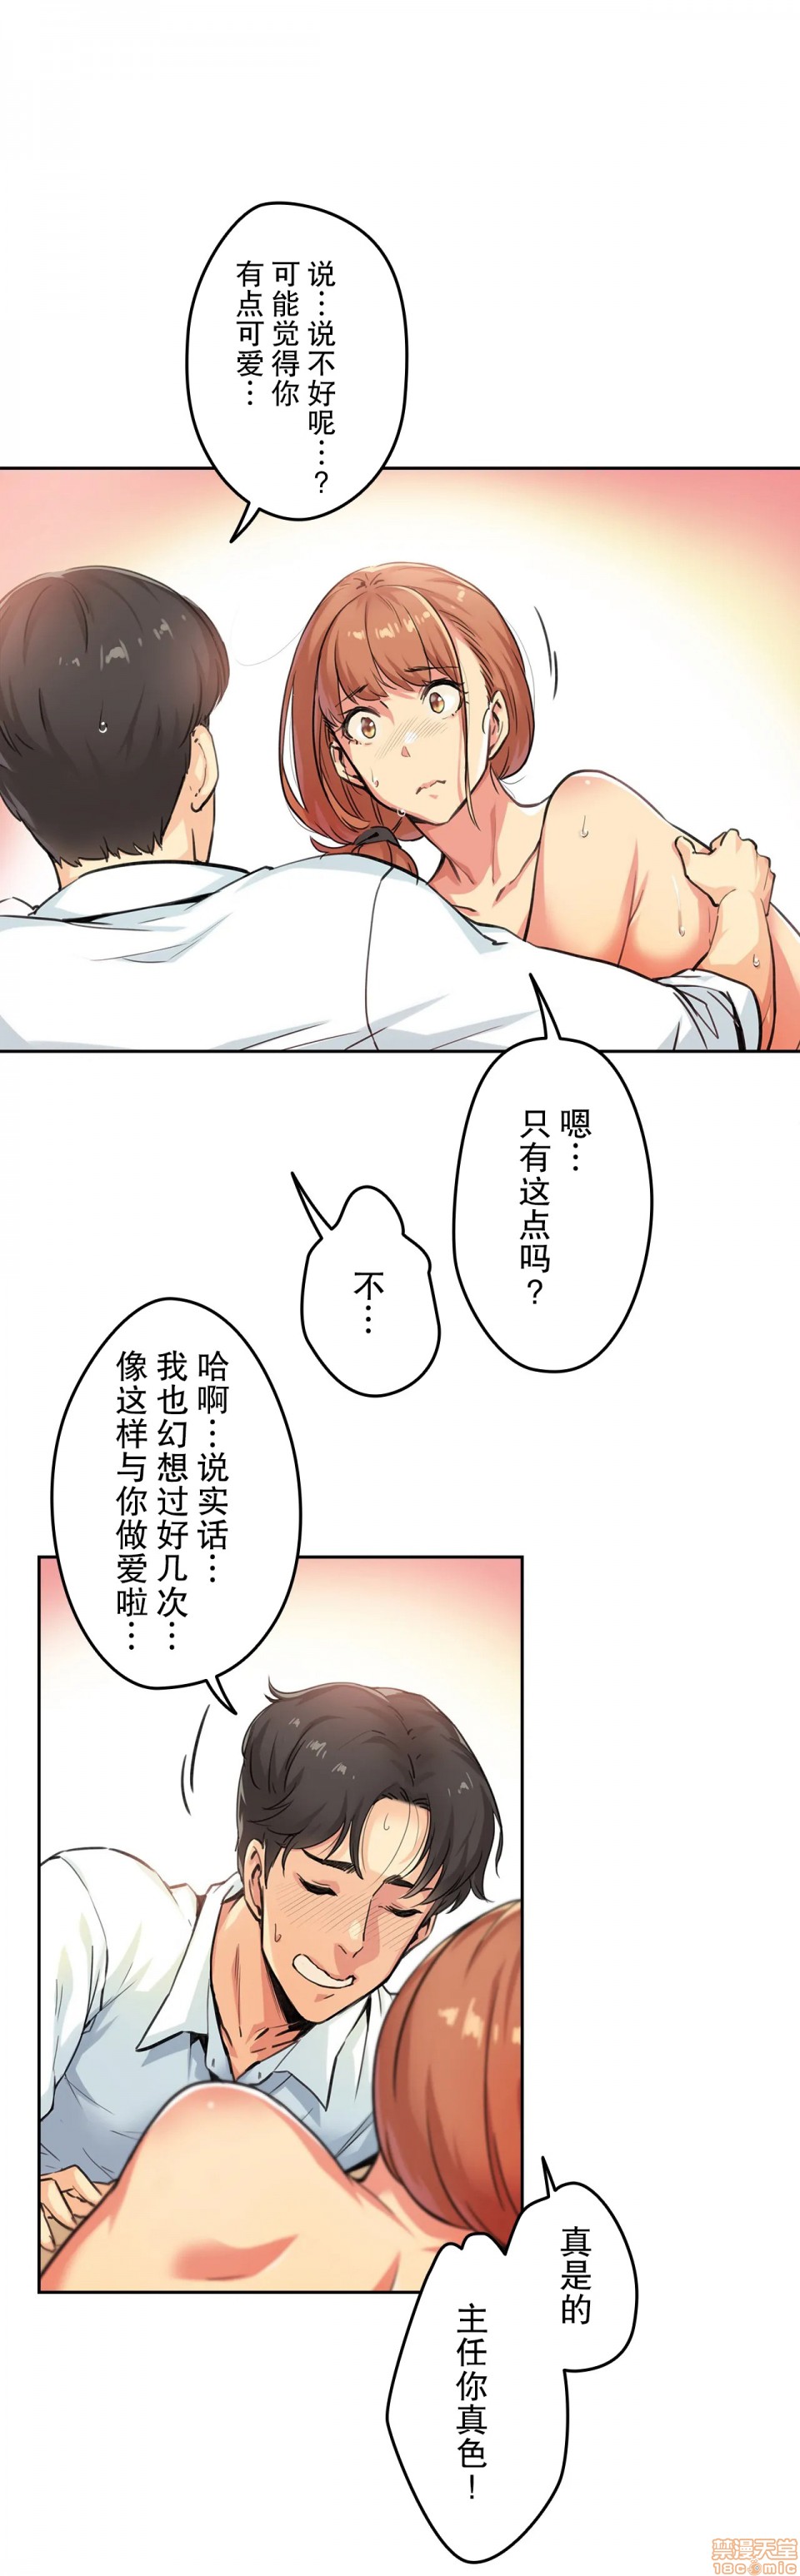 说…说不好呢…?
可能觉得你
有点可爱…
嗯…
只有这点吗?
不…
哈啊…说实话…
我也幻想过好几次…
像这样与你做爱啦…
真是的
主任你真色!
禁漫天堂
18comic